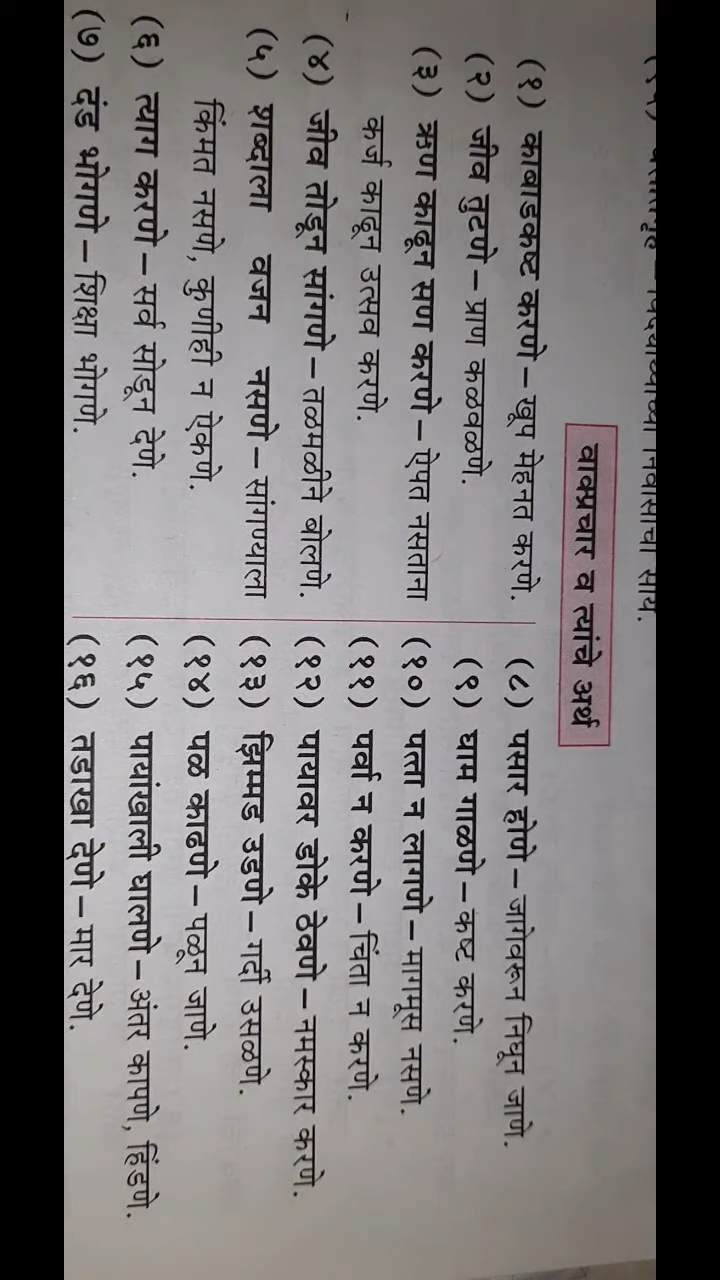 निवासाचा साथ.
वाक्प्रचार व त्यांचे अर्थ
(१) काबाडकष्ट करणे – खूप मेहनत करणे.
(२) जीव तुटणे – प्राण कळवळणे.
(३) ऋण काढून सण करणे – ऐपत नसताना
कर्ज काढून उत्सव करणे.
(४) जीव तोडून सांगणे – तळमळीने बोलणे.
(५) शब्दाला वजन नसणे – सांगण्याला
किंमत नसणे, कुणीही न ऐकणे.
(६) त्याग करणे – सर्व सोडून देणे.
(७) दंड भोगणे – शिक्षा भोगणे.
(८) पसार होणे – जागेवरून निघून जाणे.
(९) घाम गाळणे – कष्ट करणे.
(१०) पत्ता न लागणे – मागमूस नसणे.
(११) पर्वा न करणे – चिंता न करणे.
(१२) पायावर डोके ठेवणे – नमस्कार करणे.
(१३) झिम्मड उडणे – गर्दी उसळणे.
(१४) पळ काढणे – पळून जाणे.
(१५) पायांखाली घालणे – अंतर कापणे, हिंडणे.
(१६) तडाखा देणे – मार देणे.